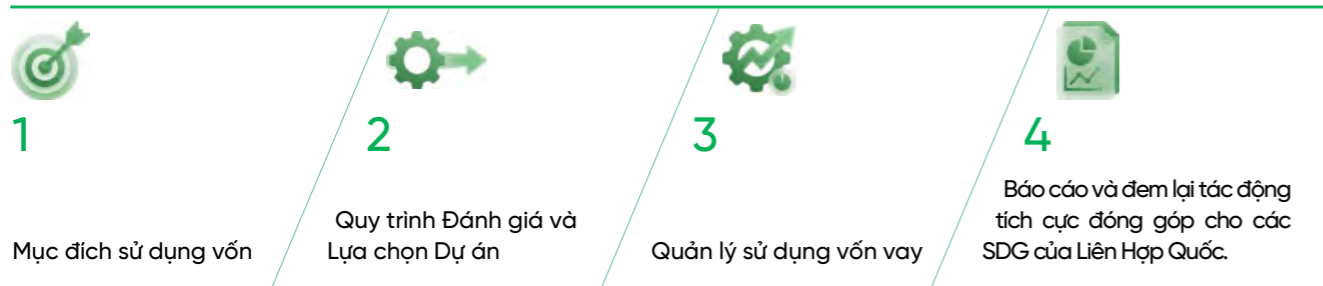 1
Mục đích sử dụng vốn
2
Quy trình Đánh giá và
Lựa chọn Dự án
3
Quản lý sử dụng vốn vay
4
Báo cáo và đem lại tác động
tích cực đóng góp cho các
SDG của Liên Hợp Quốc.